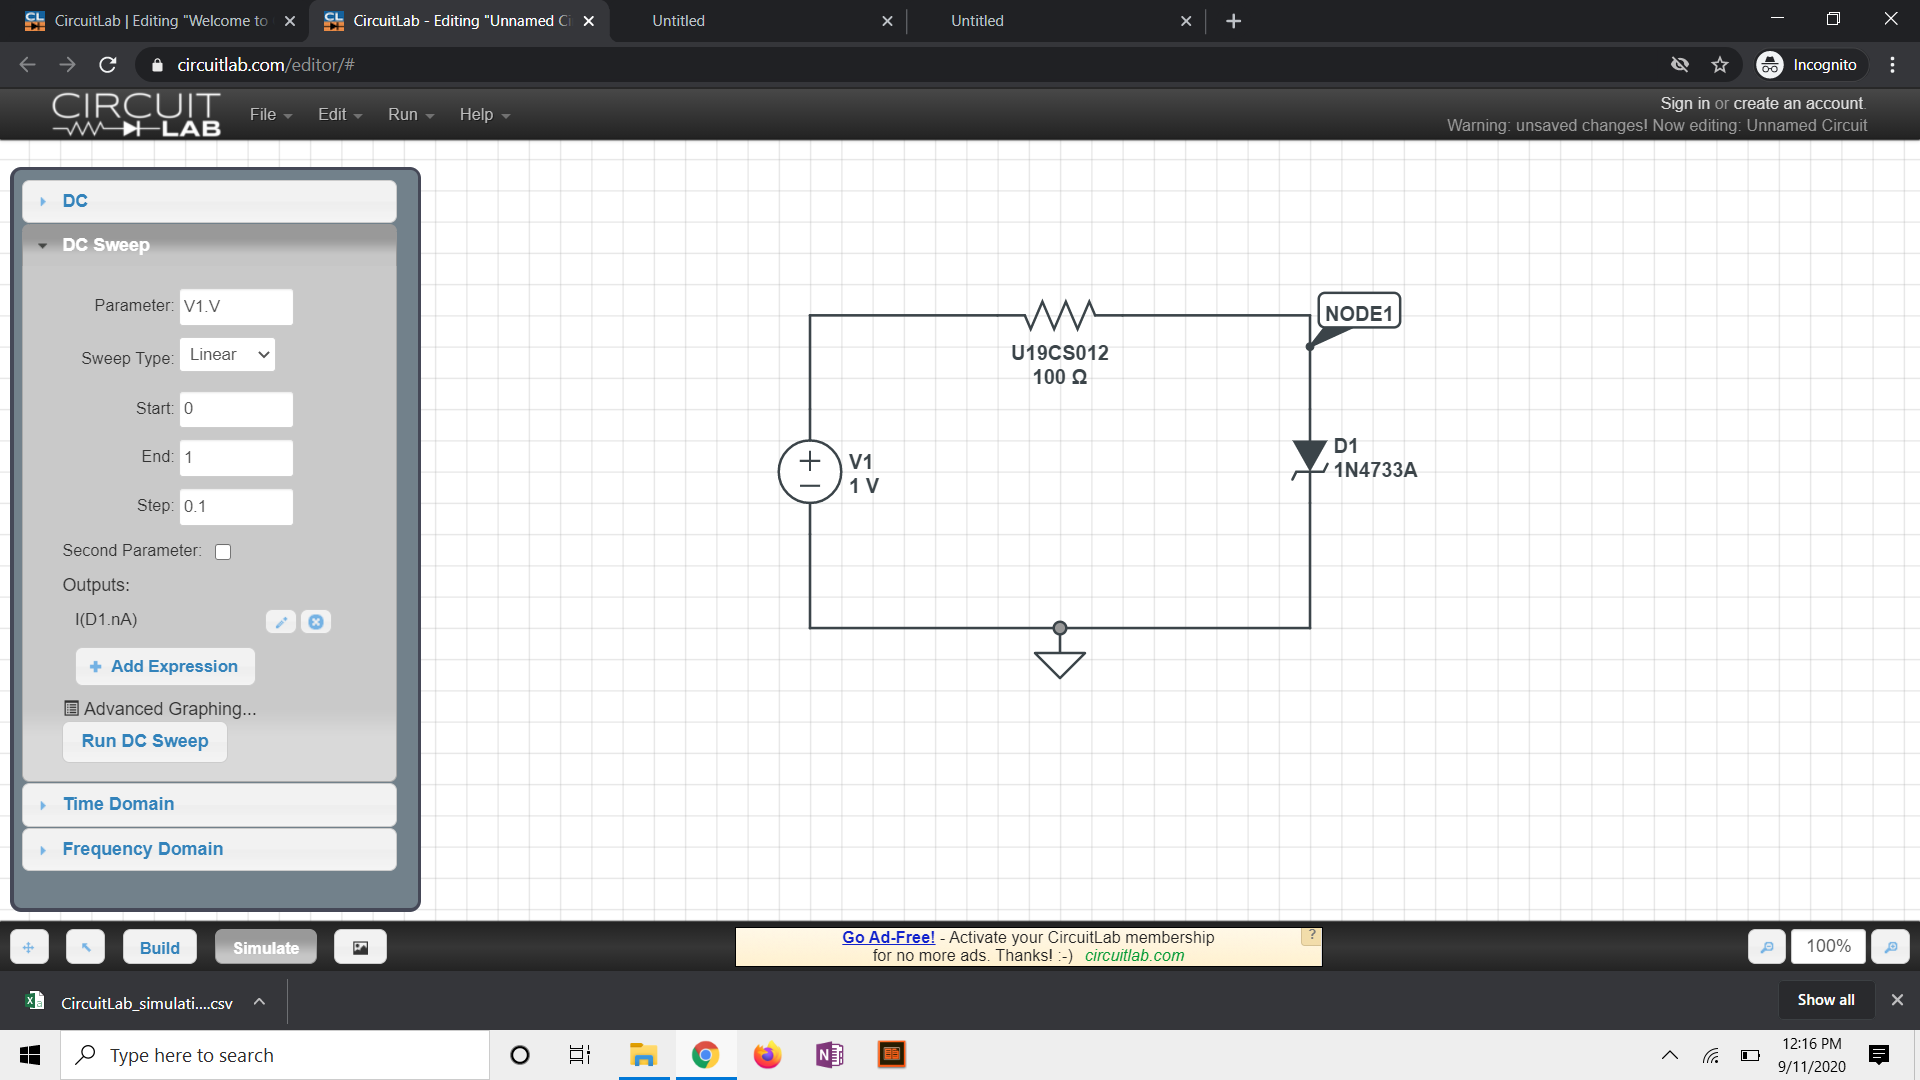 CircuitLab | Editing "Welcome to
CircuitLab - Editing "Unnamed Ci
Untitled
Untitled
circuitlab.com/editor/#
Incognito
CIRCUIT
LAB
File
Edit
Run
Help
Sign in or create an account.
Warning: unsaved changes! Now editing: Unnamed Circuit
DC
DC Sweep
Parameter: V1.V
Sweep Type: Linear
Start: 0
End: 1
Step: 0.1
Second Parameter:
Outputs:
I(D1.nA)
+ Add Expression
Advanced Graphing...
Run DC Sweep
Time Domain
Frequency Domain
NODE1
U19CS012
100 Ω
V1
1 V
D1
1N4733A
Build
Simulate
Go Ad-Free! - Activate your CircuitLab membership
for no more ads. Thanks! :-) circuitlab.com
?
100%
CircuitLab_simulati....csv
Show all
Type here to search
12:16 PM
9/11/2020